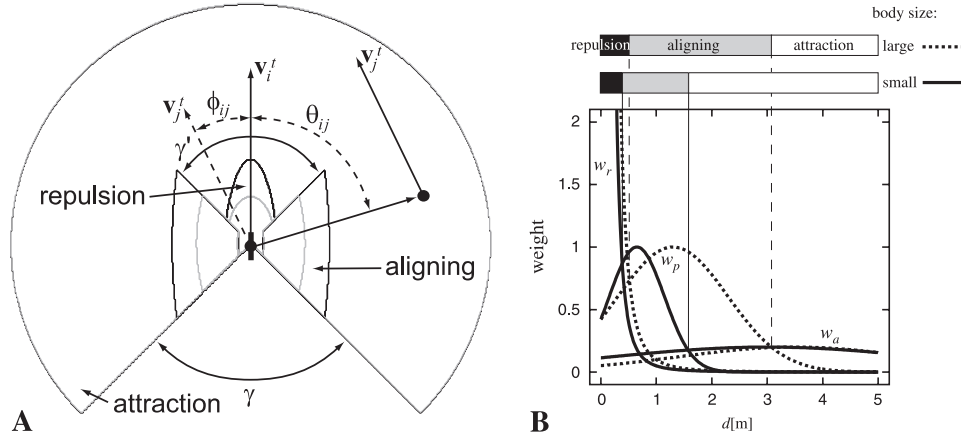 v_i^t
v_j^t
v_j^t
ϕ_ij
θ_ij
γ'
repulsion
aligning
γ
attraction
A
body size:
repulsion aligning attraction large
small
2
1.5
1
0.5
0
weight
w_r
w_p
w_a
0 1 2 3 4 5
d[m]
B